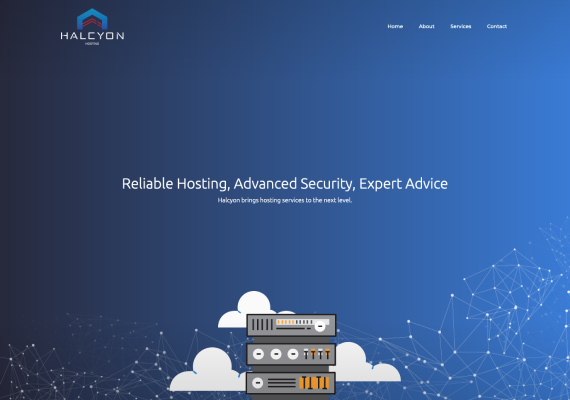 HALCYON
HOSTING
Home About Services Contact
Reliable Hosting, Advanced Security, Expert Advice
Halcyon brings hosting services to the next level.